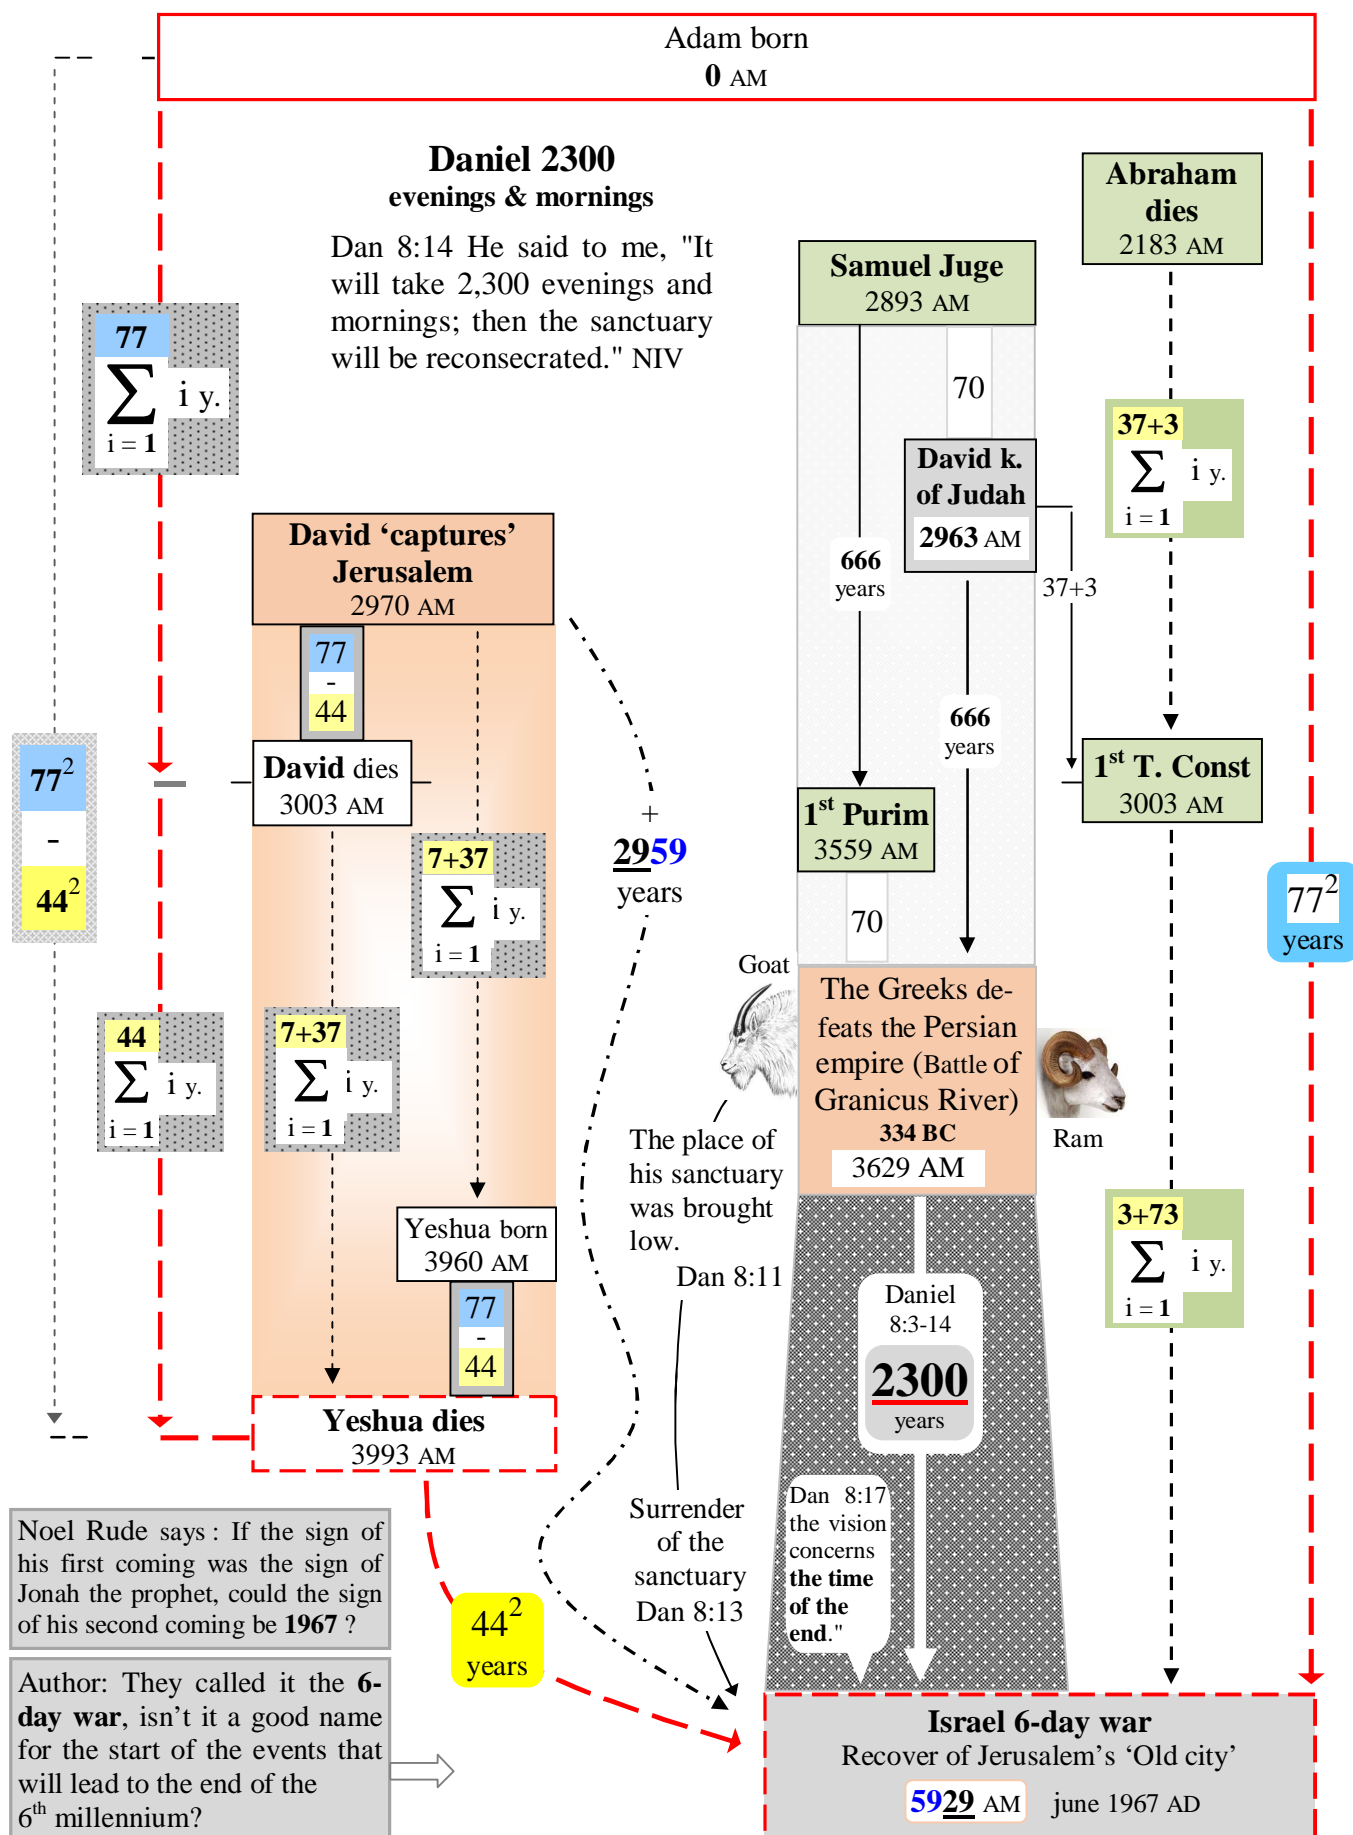 Adam born
0 AM
Daniel 2300
evenings & mornings
Dan 8:14 He said to me, "It
will take 2,300 evenings and
mornings; then the sanctuary
will be reconsecrated." NIV
Abraham
dies
2183 AM
Samuel Juge
2893 AM
77
∑ i y.
i = 1
70
37+3
∑ i y.
i = 1
David k.
of Judah
2963 AM
David ‘captures’
Jerusalem
2970 AM
666
years
37+3
77
-
44
666
years
77²
-
44²
David dies
3003 AM
1st T. Const
3003 AM
1st Purim
3559 AM
+
2959
years
7+37
∑ i y.
i = 1
77²
years
70
Goat
The Greeks de-
feats the Persian
empire (Battle of
Granicus River)
334 BC
3629 AM
Ram
44
∑ i y.
i = 1
7+37
∑ i y.
i = 1
The place of
his sanctuary
was brought
low.
Dan 8:11
Yeshua born
3960 AM
3+73
∑ i y.
i = 1
77
-
44
Daniel
8:3-14
2300
years
Yeshua dies
3993 AM
Dan 8:17
the vision
concerns
the time
of the
end."
Surrender
of the
sanctuary
Dan 8:13
Noel Rude says : If the sign of
his first coming was the sign of
Jonah the prophet, could the sign
of his second coming be 1967 ?
44²
years
Author: They called it the 6-
day war, isn’t it a good name
for the start of the events that
will lead to the end of the
6th millennium?
Israel 6-day war
Recover of Jerusalem’s ‘Old city’
5929 AM june 1967 AD